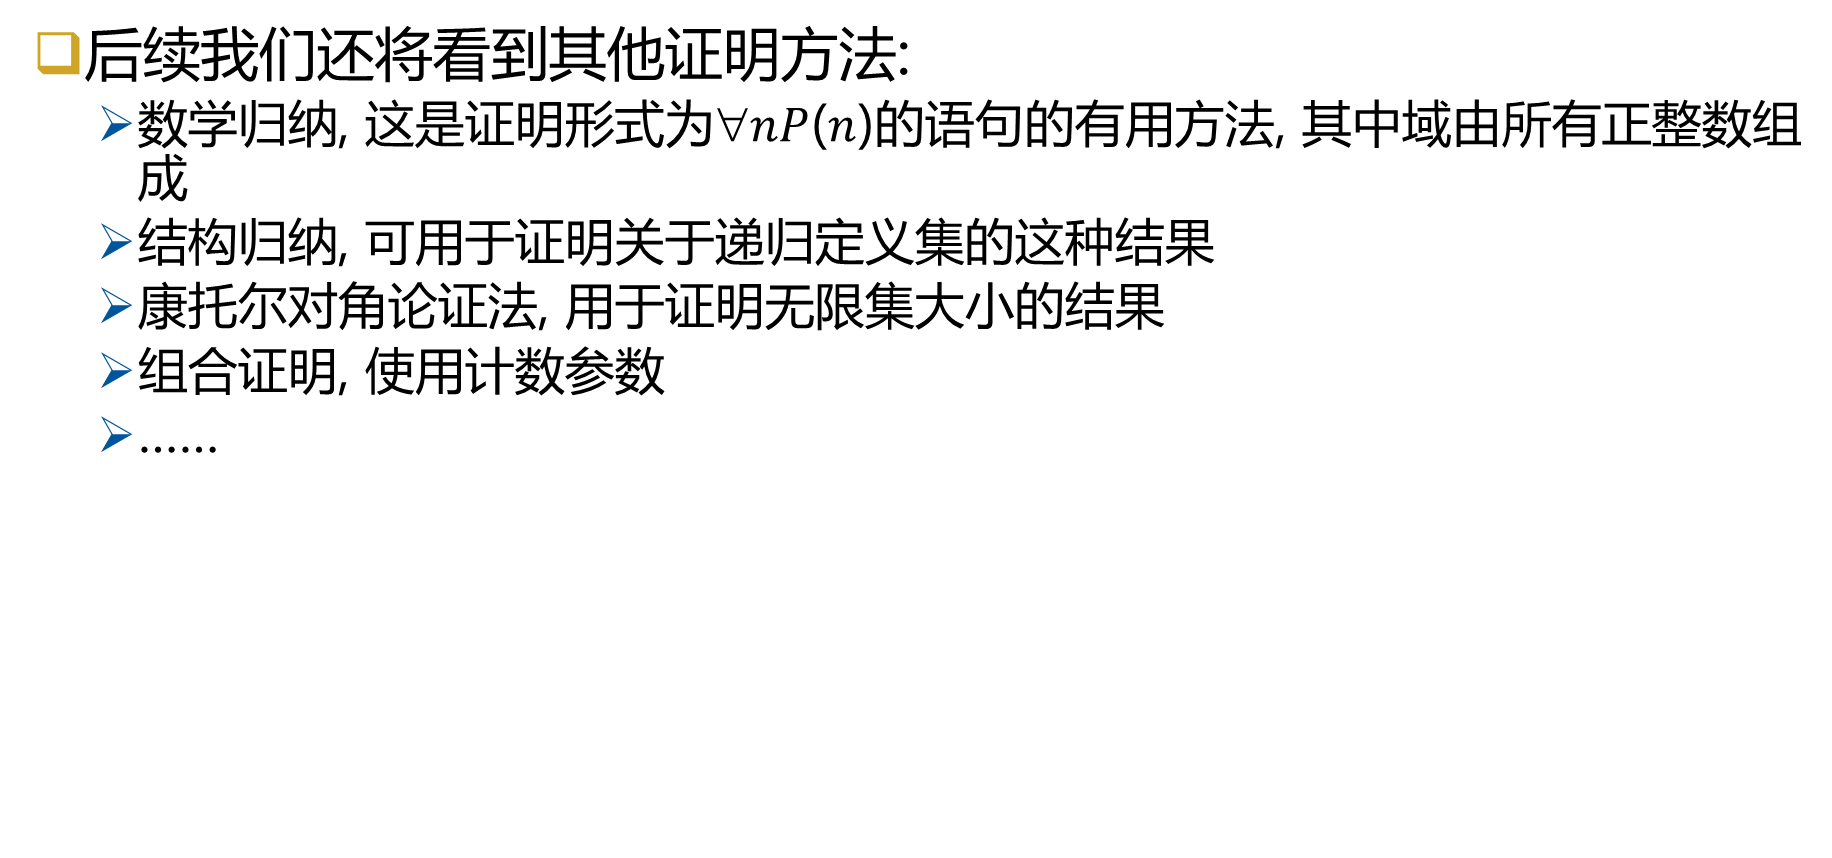 后续我们还将看到其他证明方法:
数学归纳, 这是证明形式为∀nP(n)的语句的有用方法, 其中域由所有正整数组
成
结构归纳, 可用于证明关于递归定义集的这种结果
康托尔对角论证法, 用于证明无限集大小的结果
组合证明, 使用计数参数
……